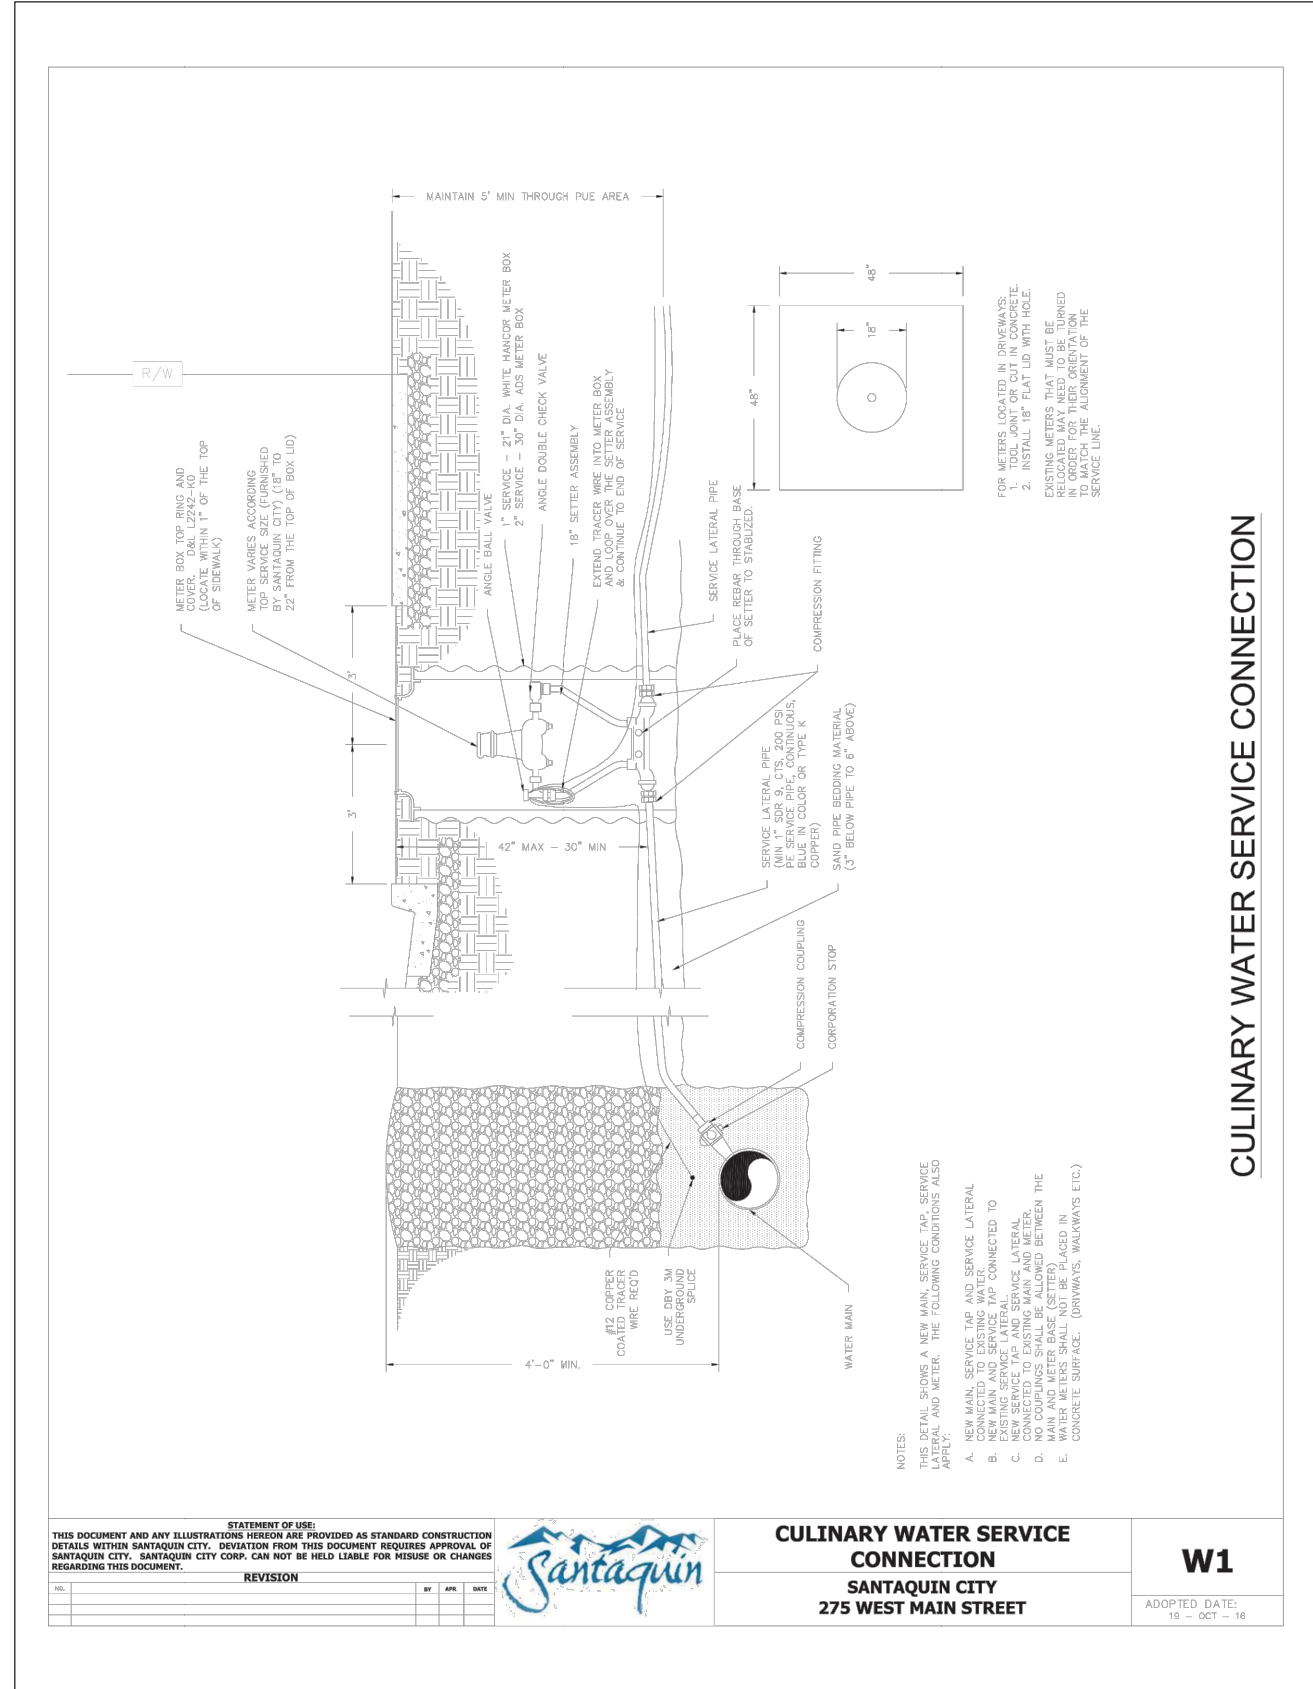 MAINTAIN 5' MIN THROUGH PUE AREA
R/W
METER BOX TOP RING AND
COVER. D&L L2242-KO
(LOCATE WITHIN 1" OF THE TOP
OF SIDEWALK)
METER VARIES ACCORDING
TOP SERVICE SIZE (FURNISHED
BY SANTAQUIN CITY) (18" TO
22" FROM THE TOP OF BOX LID)
ANGLE BALL VALVE
1" SERVICE - 21" DIA. WHITE HANCOR METER BOX
2" SERVICE - 30" DIA. ADS METER BOX
ANGLE DOUBLE CHECK VALVE
18" SETTER ASSEMBLY
EXTEND TRACER WIRE INTO METER BOX
AND LOOP OVER THE SETTER ASSEMBLY
& CONTINUE TO END OF SERVICE
SERVICE LATERAL PIPE
PLACE REBAR THROUGH BASE
OF SETTER TO STABLIZED.
COMPRESSION FITTING
48"
48"
18"
FOR METERS LOCATED IN DRIVEWAYS:
1. TOOL JOINT OR CUT IN CONCRETE.
2. INSTALL 18" FLAT LID WITH HOLE.
EXISTING METERS THAT MUST BE
RELOCATED MAY NEED TO BE TURNED
IN ORDER FOR THEIR ORIENTATION
TO MATCH THE ALIGNMENT OF THE
SERVICE LINE.
3'
3'
42" MAX - 30" MIN
SERVICE LATERAL PIPE
(MIN 1" SDR 9, CTS, 200 PSI
PE SERVICE PIPE, CONTINUOUS,
BLUE IN COLOR OR TYPE K
COPPER)
SAND PIPE BEDDING MATERIAL
(3" BELOW PIPE TO 6" ABOVE)
COMPRESSION COUPLING
CORPORATION STOP
#12 COPPER
COATED TRACER
WIRE REQ'D
USE DBY 3M
UNDERGROUND
SPLICE
4'-0" MIN.
WATER MAIN
NOTES:
THIS DETAIL SHOWS A NEW MAIN, SERVICE TAP, SERVICE
LATERAL AND METER. THE FOLLOWING CONDITIONS ALSO
APPLY:
A. NEW MAIN, SERVICE TAP AND SERVICE LATERAL
CONNECTED TO EXISTING WATER.
B. NEW MAIN AND SERVICE TAP CONNECTED TO
EXISTING SERVICE LATERAL.
C. NEW SERVICE TAP AND SERVICE LATERAL
CONNECTED TO EXISTING MAIN AND METER.
D. NO COUPLINGS SHALL BE ALLOWED BETWEEN THE
MAIN AND METER BASE (SETTER)
E. WATER METERS SHALL NOT BE PLACED IN
CONCRETE SURFACE. (DRIVWAYS, WALKWAYS ETC.)
CULINARY WATER SERVICE CONNECTION
STATEMENT OF USE:
THIS DOCUMENT AND ANY ILLUSTRATIONS HEREON ARE PROVIDED AS STANDARD CONSTRUCTION
DETAILS WITHIN SANTAQUIN CITY. DEVIATION FROM THIS DOCUMENT REQUIRES APPROVAL OF
SANTAQUIN CITY. SANTAQUIN CITY CORP. CAN NOT BE HELD LIABLE FOR MISUSE OR CHANGES
REGARDING THIS DOCUMENT.
REVISION
NO. BY APR. DATE
Santaquin
CULINARY WATER SERVICE
CONNECTION
SANTAQUIN CITY
275 WEST MAIN STREET
W1
ADOPTED DATE:
19 - OCT - 16